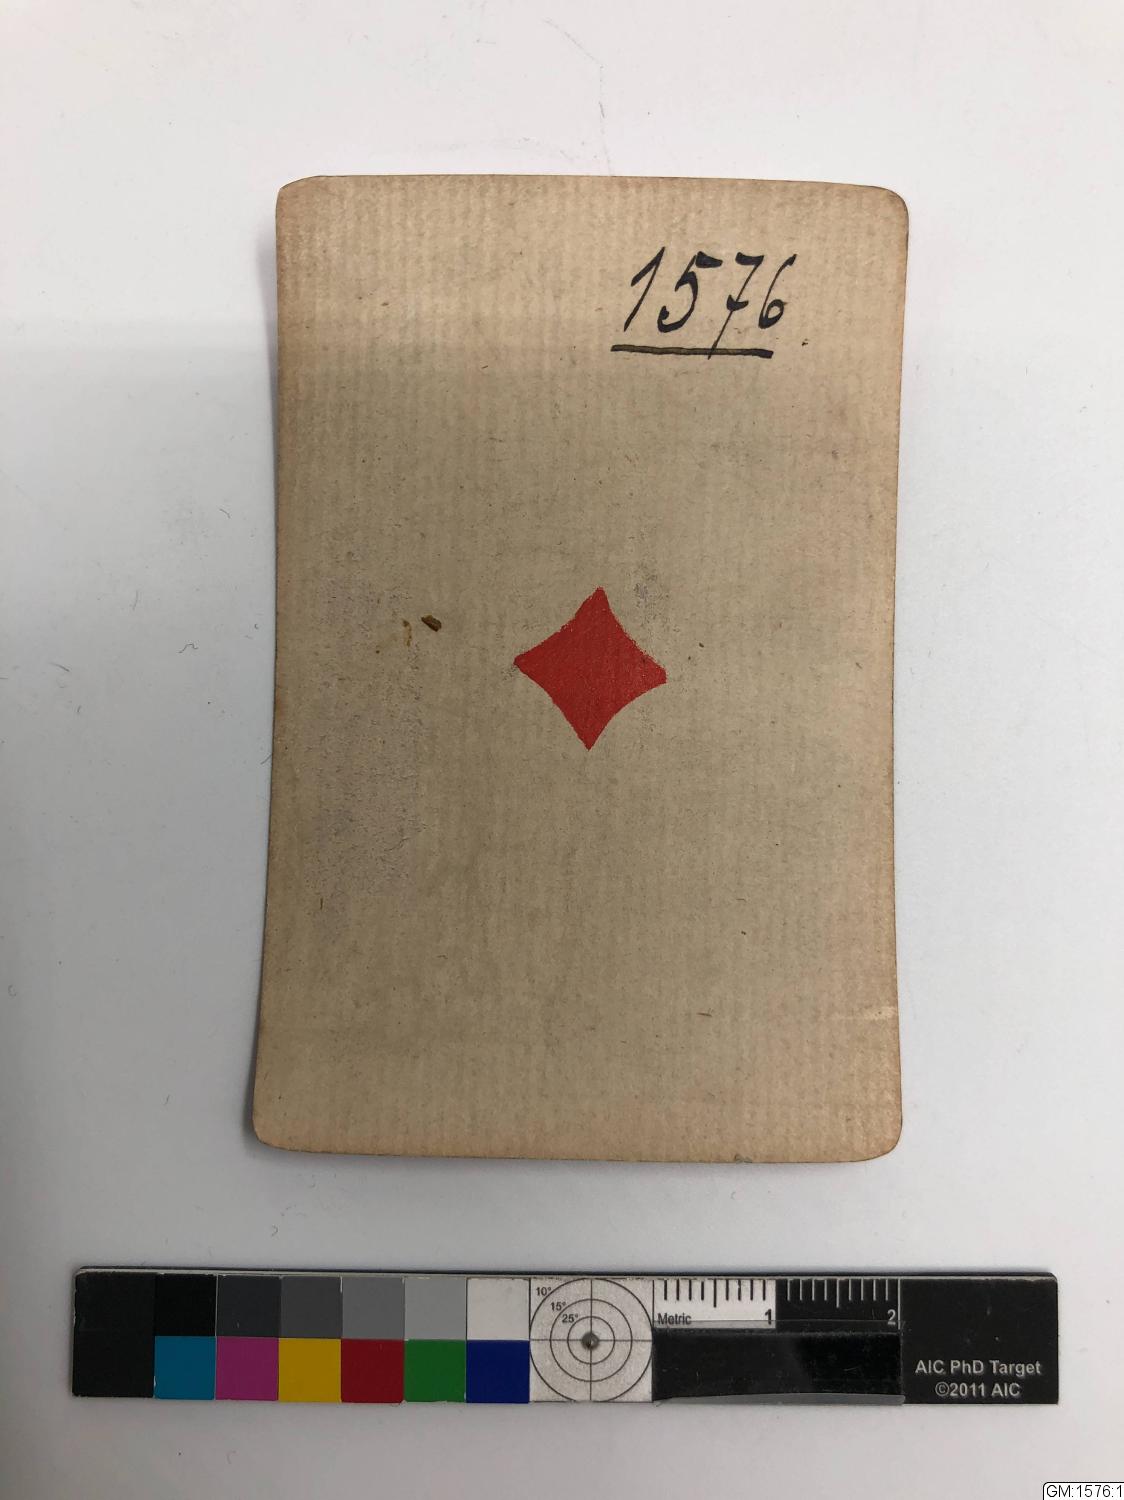 1576
10°
15°
25°
Metric 1 2
AIC PhD Target
©2011 AIC
GM:1576:1